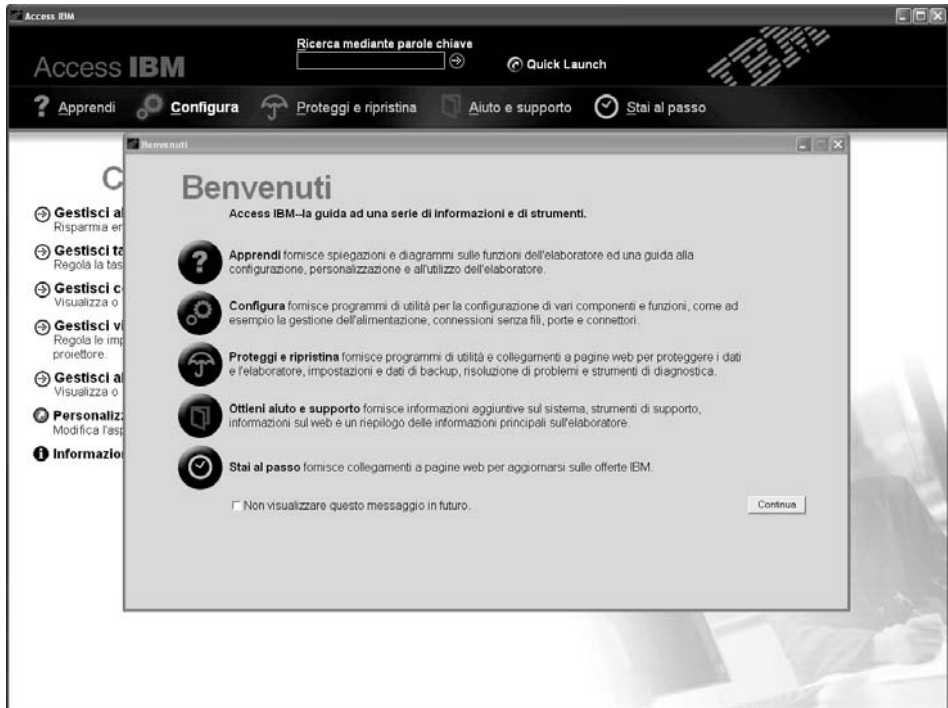 Access IBM
Ricerca mediante parole chiave
Access IBM
Quick Launch
IBM
? Apprendi
Configura
Proteggi e ripristina
Aiuto e supporto
Stai al passo
Benvenuti
C
Gestisci al
Risparmia er
Gestisci ta
Regola la tas
Gestisci c
Visualizza o
Gestisci vi
Regola le imp
proiettore.
Gestisci al
Visualizza o
Personaliz
Modifica l'asp
Informazio
Benvenuti
Access IBM--la guida ad una serie di informazioni e di strumenti.
Apprendi fornisce spiegazioni e diagrammi sulle funzioni dell'elaboratore ed una guida alla
configurazione, personalizzazione e all'utilizzo dell'elaboratore.
Configura fornisce programmi di utilità per la configurazione di vari componenti e funzioni, come ad
esempio la gestione dell'alimentazione, connessioni senza fili, porte e connettori.
Proteggi e ripristina fornisce programmi di utilità e collegamenti a pagine web per proteggere i dati
e l'elaboratore, impostazioni e dati di backup, risoluzione di problemi e strumenti di diagnostica.
Ottieni aiuto e supporto fornisce informazioni aggiuntive sul sistema, strumenti di supporto,
informazioni sul web e un riepilogo delle informazioni principali sull'elaboratore.
Stai al passo fornisce collegamenti a pagine web per aggiornarsi sulle offerte IBM.
Non visualizzare questo messaggio in futuro.
Continua